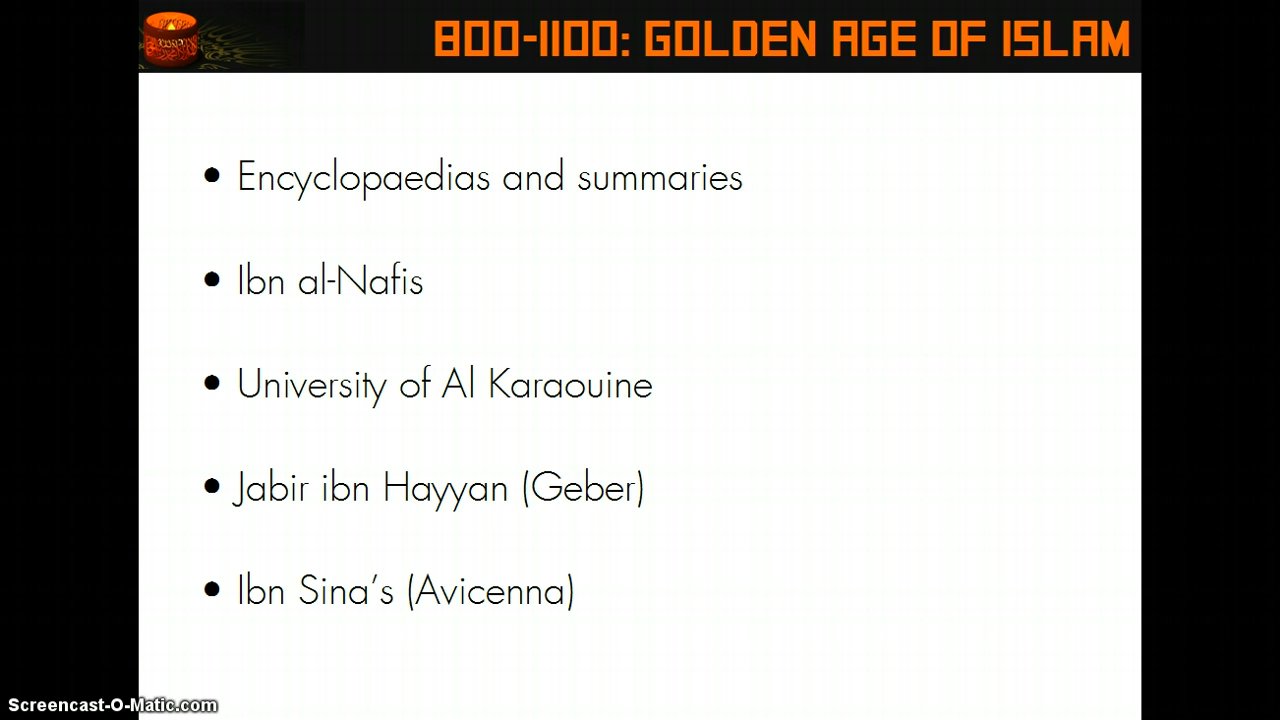 800-1100: GOLDEN AGE OF ISLAM
• Encyclopaedias and summaries
• Ibn al-Nafis
• University of Al Karaouine
• Jabir ibn Hayyan (Geber)
• Ibn Sina’s (Avicenna)
Screencast-O-Matic.com